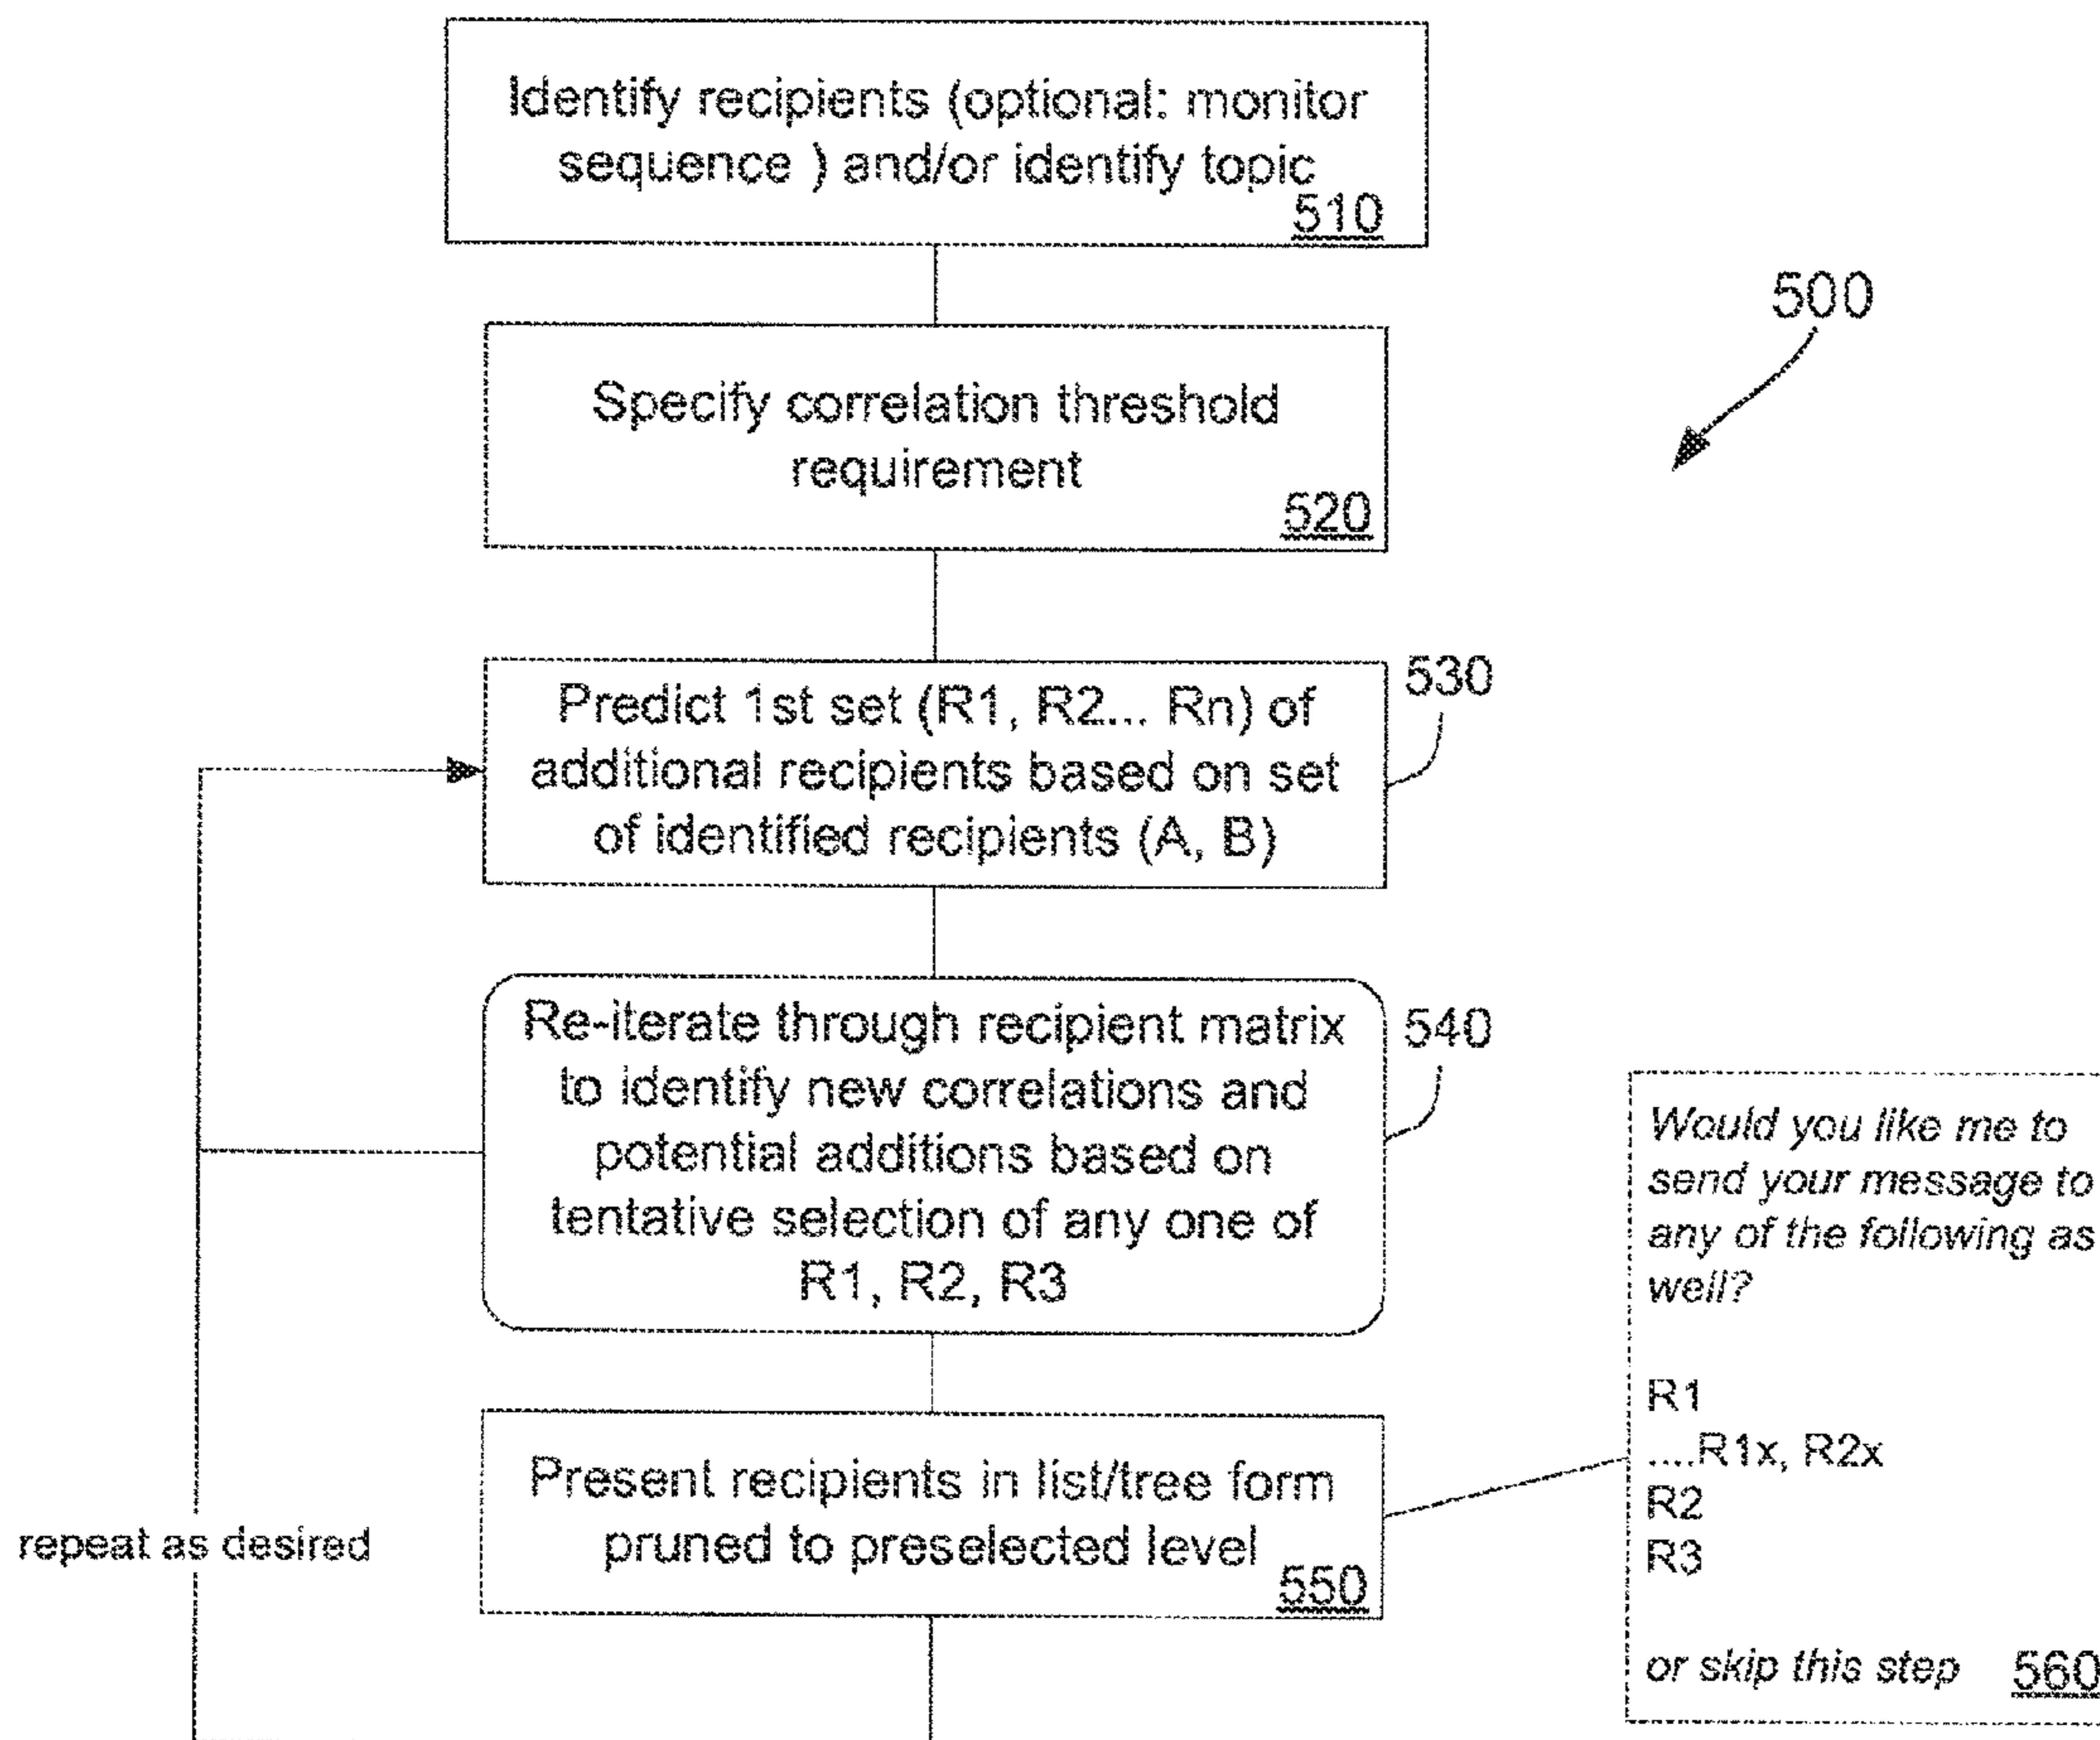 Identify recipients (optional: monitor
sequence ) and/or identify topic
510
500
Specify correlation threshold
requirement
520
Predict 1st set (R1, R2... Rn) of
additional recipients based on set
of identified recipients (A, B)
530
Re-iterate through recipient matrix
to identify new correlations and
potential additions based on
tentative selection of any one of
R1, R2, R3
540
Present recipients in list/tree form
pruned to preselected level
550
repeat as desired
Would you like me to
send your message to
any of the following as
well?
R1
....R1x, R2x
R2
R3
or skip this step 560